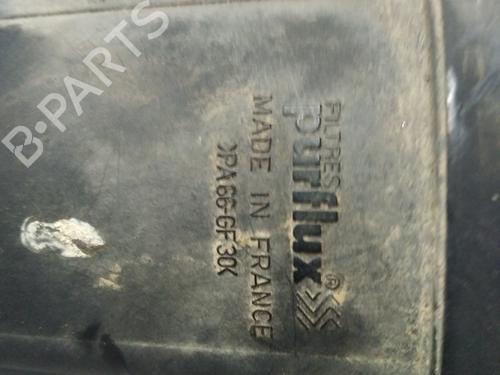 FILTRES
purflux®
MADE IN FRANCE
>PA66-GF30<
B-PARTS